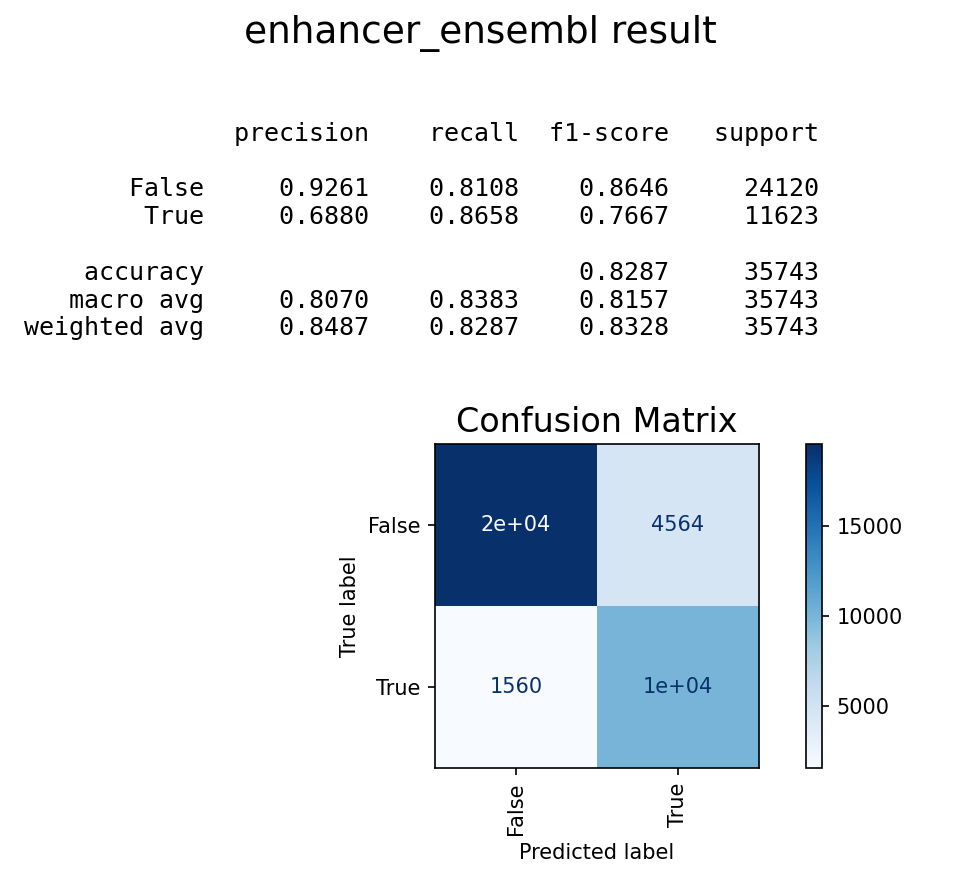 enhancer_ensembl result
precision recall f1-score support
False 0.9261 0.8108 0.8646 24120
True 0.6880 0.8658 0.7667 11623
accuracy 0.8287 35743
macro avg 0.8070 0.8383 0.8157 35743
weighted avg 0.8487 0.8287 0.8328 35743
Confusion Matrix
True label
False 2e+04 4564
True 1560 1e+04
False True
Predicted label
15000
10000
5000